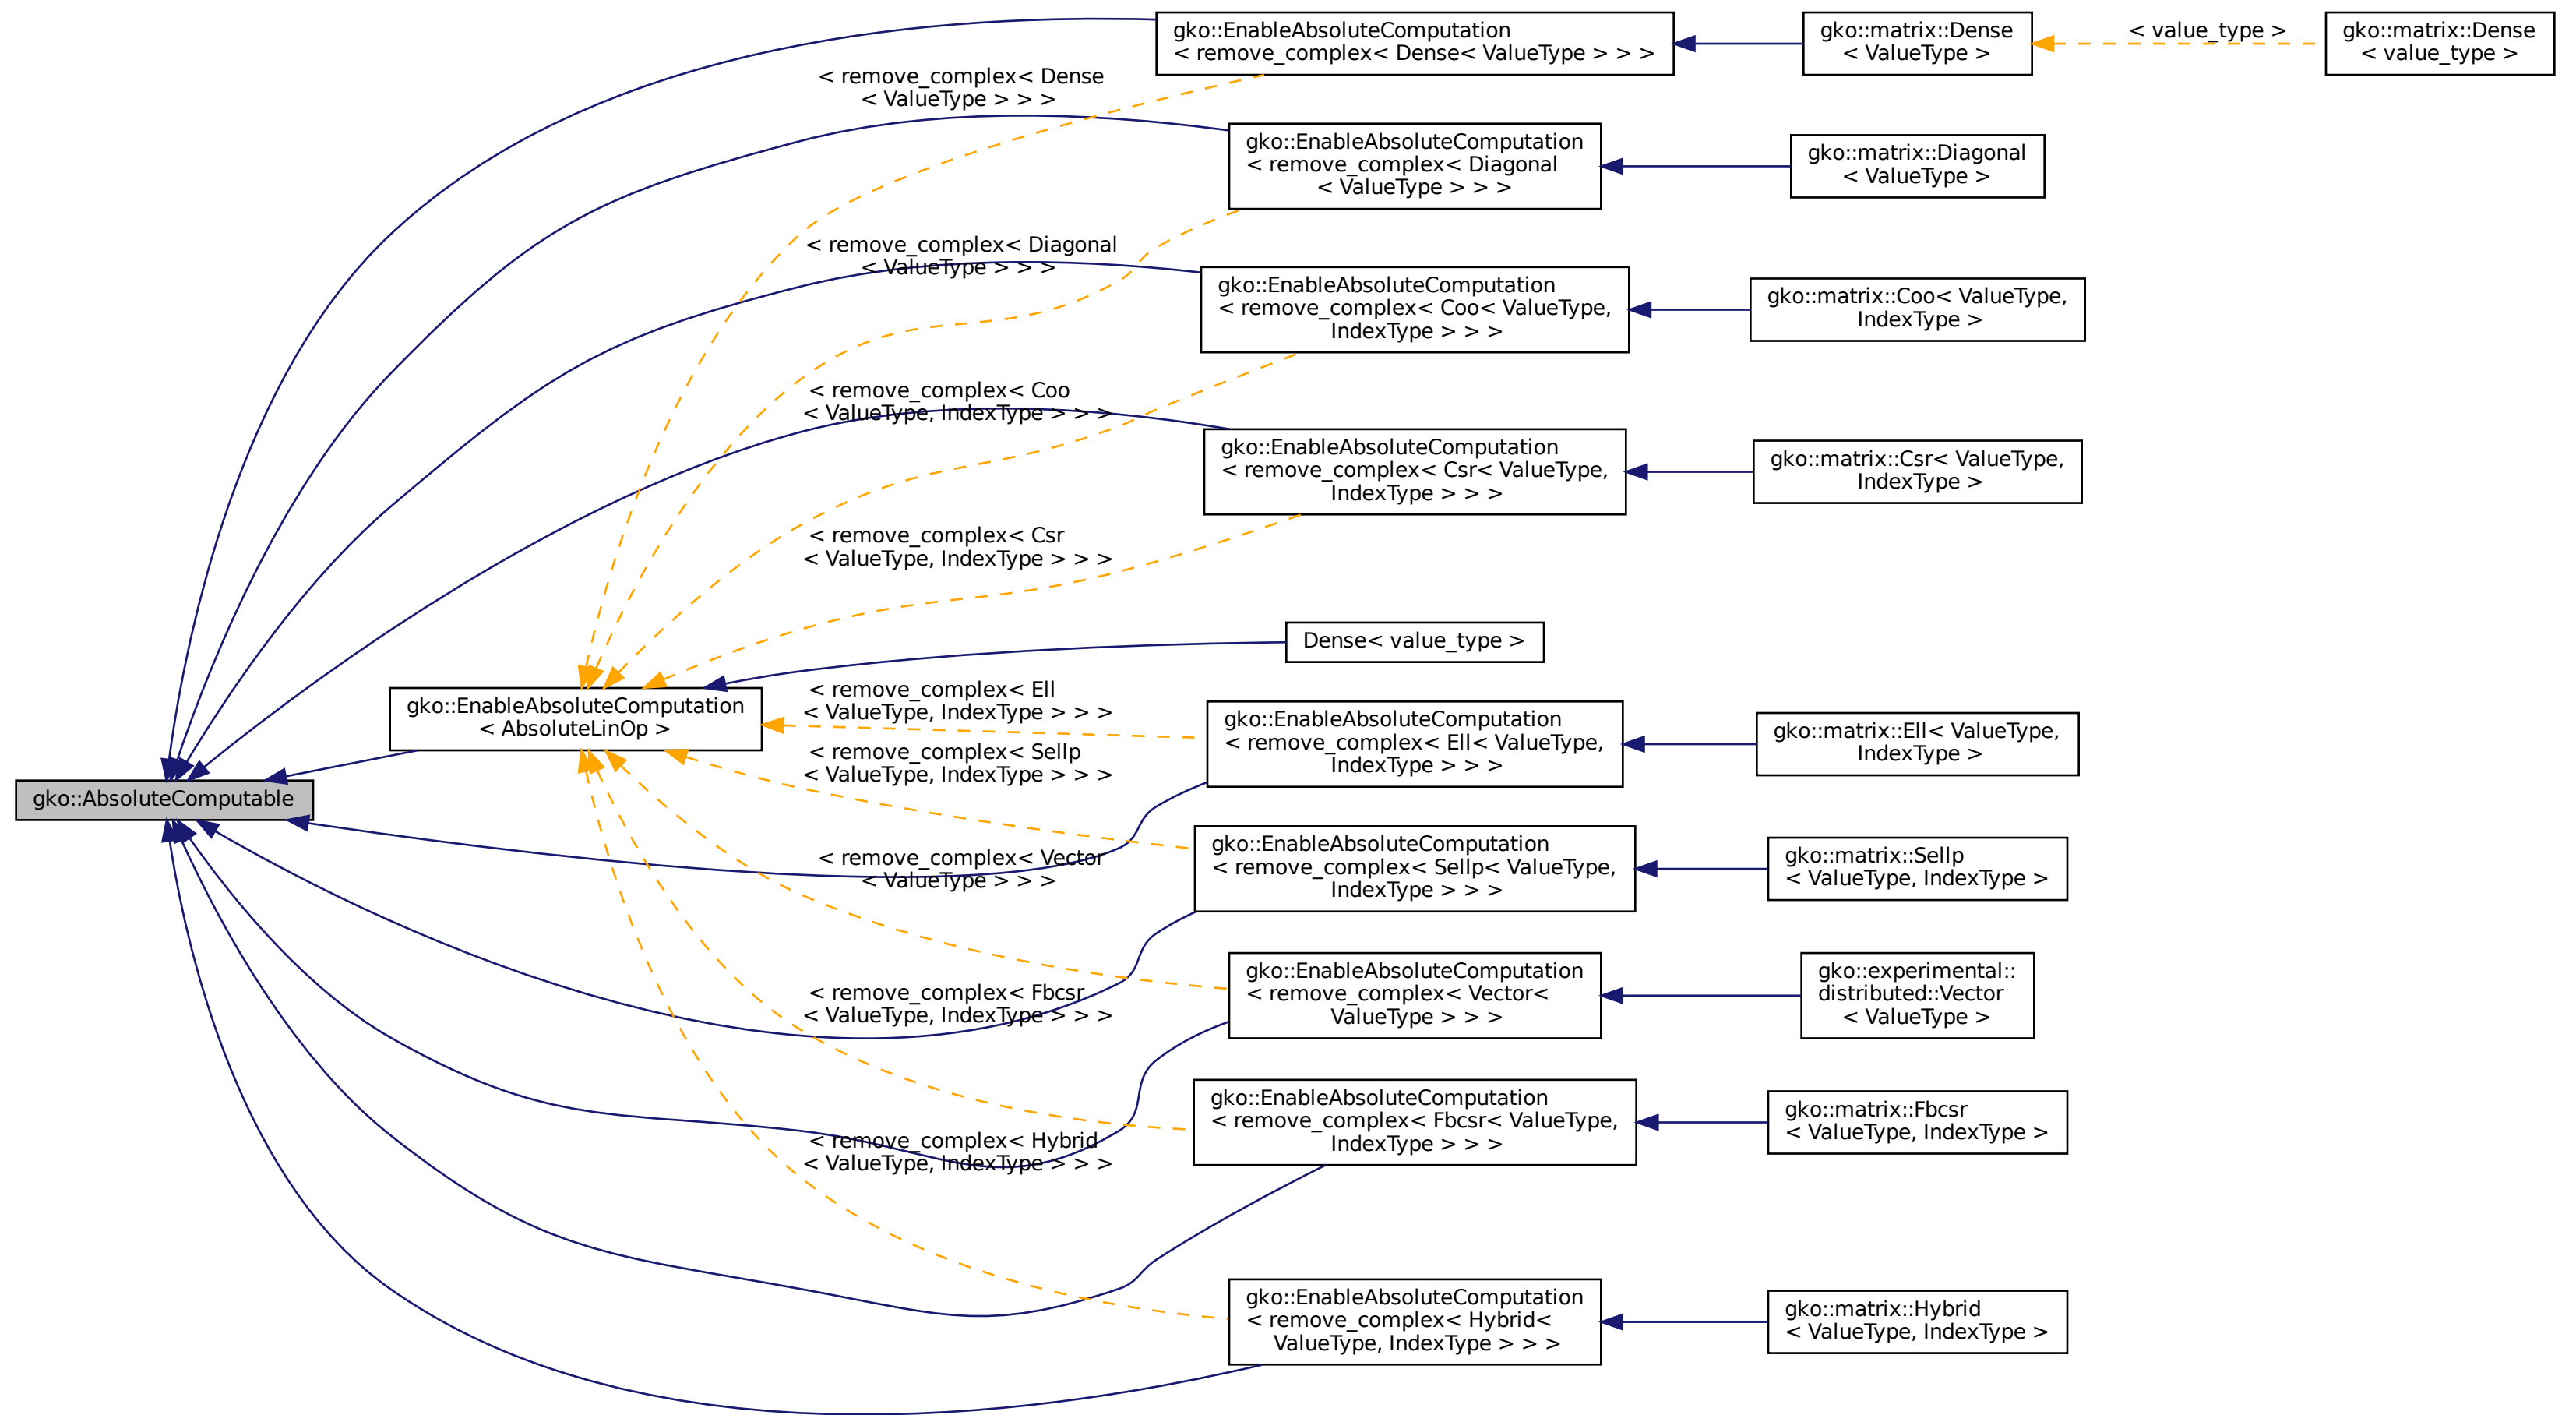 gko::EnableAbsoluteComputation
< remove_complex< Dense< ValueType > > >
gko::matrix::Dense
< ValueType >
< value_type >
gko::matrix::Dense
< value_type >
< remove_complex< Dense
< ValueType > > >
gko::EnableAbsoluteComputation
< remove_complex< Diagonal
< ValueType > > >
gko::matrix::Diagonal
< ValueType >
< remove_complex< Diagonal
< ValueType > > >
gko::EnableAbsoluteComputation
< remove_complex< Coo< ValueType,
IndexType > > >
gko::matrix::Coo< ValueType,
IndexType >
< remove_complex< Coo
< ValueType, IndexType > > >
gko::EnableAbsoluteComputation
< remove_complex< Csr< ValueType,
IndexType > > >
gko::matrix::Csr< ValueType,
IndexType >
< remove_complex< Csr
< ValueType, IndexType > > >
Dense< value_type >
gko::EnableAbsoluteComputation
< AbsoluteLinOp >
< remove_complex< Ell
< ValueType, IndexType > > >
gko::EnableAbsoluteComputation
< remove_complex< Ell< ValueType,
IndexType > > >
gko::matrix::Ell< ValueType,
IndexType >
< remove_complex< Sellp
< ValueType, IndexType > > >
gko::AbsoluteComputable
gko::EnableAbsoluteComputation
< remove_complex< Sellp< ValueType,
IndexType > > >
gko::matrix::Sellp
< ValueType, IndexType >
< remove_complex< Vector
< ValueType > > >
gko::EnableAbsoluteComputation
< remove_complex< Vector<
ValueType > > >
gko::experimental::
distributed::Vector
< ValueType >
< remove_complex< Fbcsr
< ValueType, IndexType > > >
gko::EnableAbsoluteComputation
< remove_complex< Fbcsr< ValueType,
IndexType > > >
gko::matrix::Fbcsr
< ValueType, IndexType >
< remove_complex< Hybrid
< ValueType, IndexType > > >
gko::EnableAbsoluteComputation
< remove_complex< Hybrid<
ValueType, IndexType > > >
gko::matrix::Hybrid
< ValueType, IndexType >